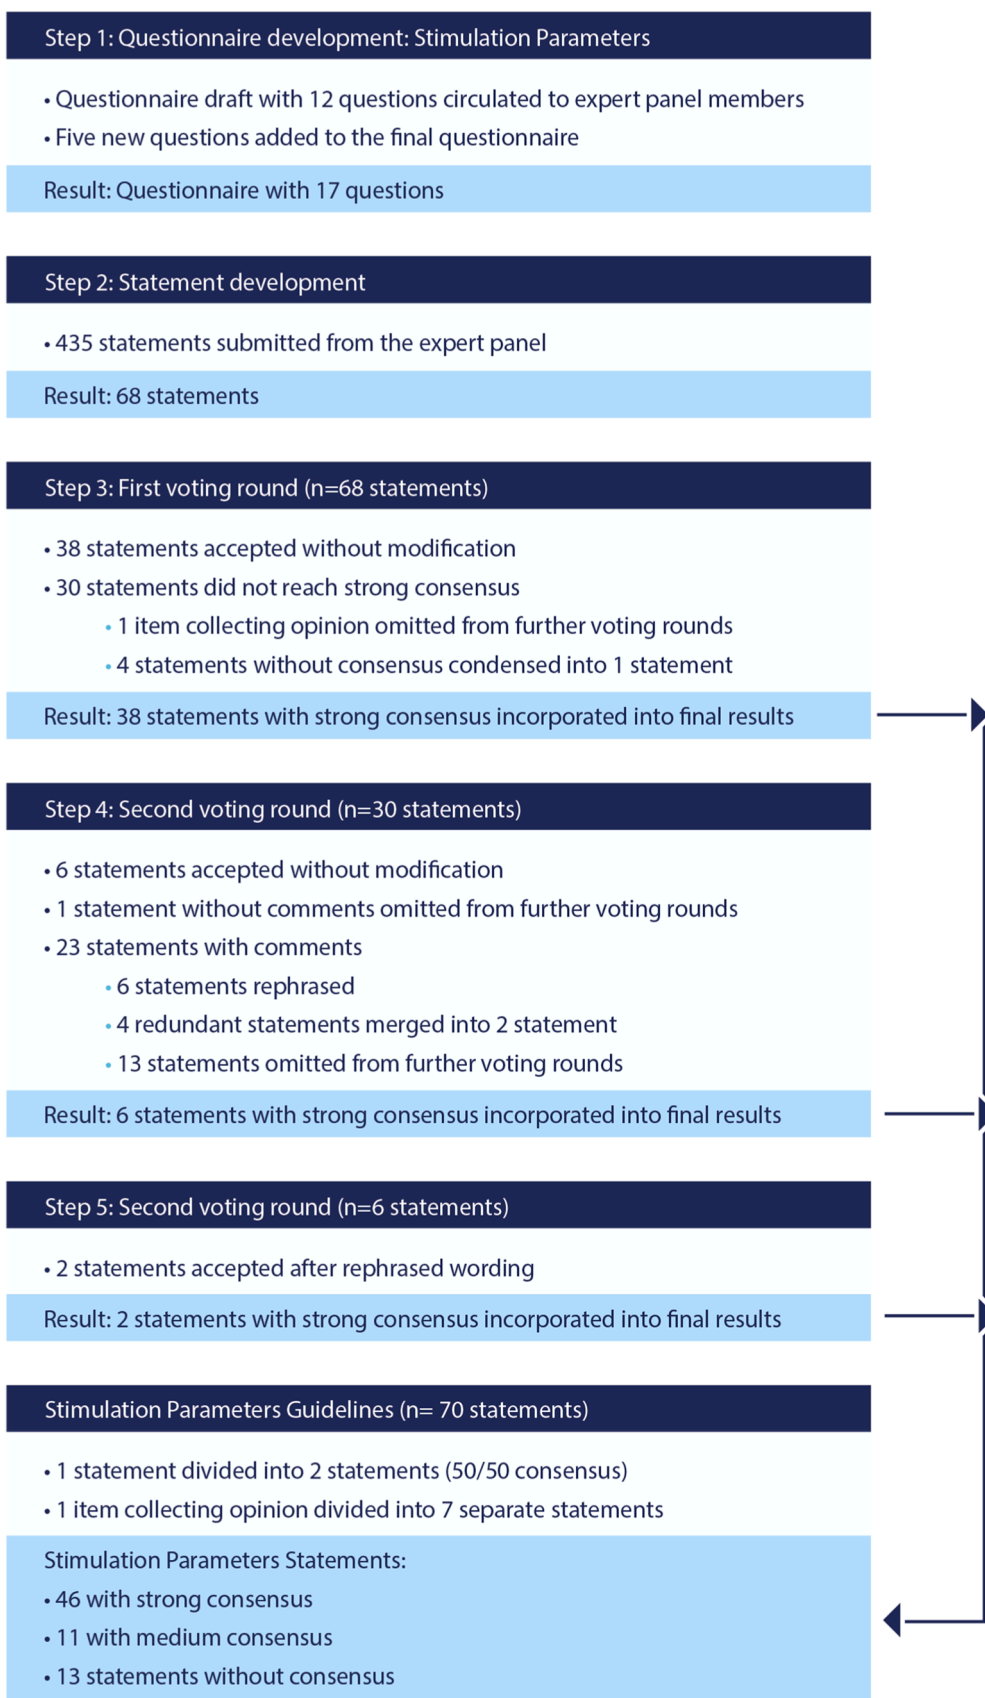 Step 1: Questionnaire development: Stimulation Parameters
• Questionnaire draft with 12 questions circulated to expert panel members
• Five new questions added to the final questionnaire
Result: Questionnaire with 17 questions
Step 2: Statement development
• 435 statements submitted from the expert panel
Result: 68 statements
Step 3: First voting round (n=68 statements)
• 38 statements accepted without modification
• 30 statements did not reach strong consensus
• 1 item collecting opinion omitted from further voting rounds
• 4 statements without consensus condensed into 1 statement
Result: 38 statements with strong consensus incorporated into final results
Step 4: Second voting round (n=30 statements)
• 6 statements accepted without modification
• 1 statement without comments omitted from further voting rounds
• 23 statements with comments
• 6 statements rephrased
• 4 redundant statements merged into 2 statement
• 13 statements omitted from further voting rounds
Result: 6 statements with strong consensus incorporated into final results
Step 5: Second voting round (n=6 statements)
• 2 statements accepted after rephrased wording
Result: 2 statements with strong consensus incorporated into final results
Stimulation Parameters Guidelines (n= 70 statements)
• 1 statement divided into 2 statements (50/50 consensus)
• 1 item collecting opinion divided into 7 separate statements
Stimulation Parameters Statements:
• 46 with strong consensus
• 11 with medium consensus
• 13 statements without consensus